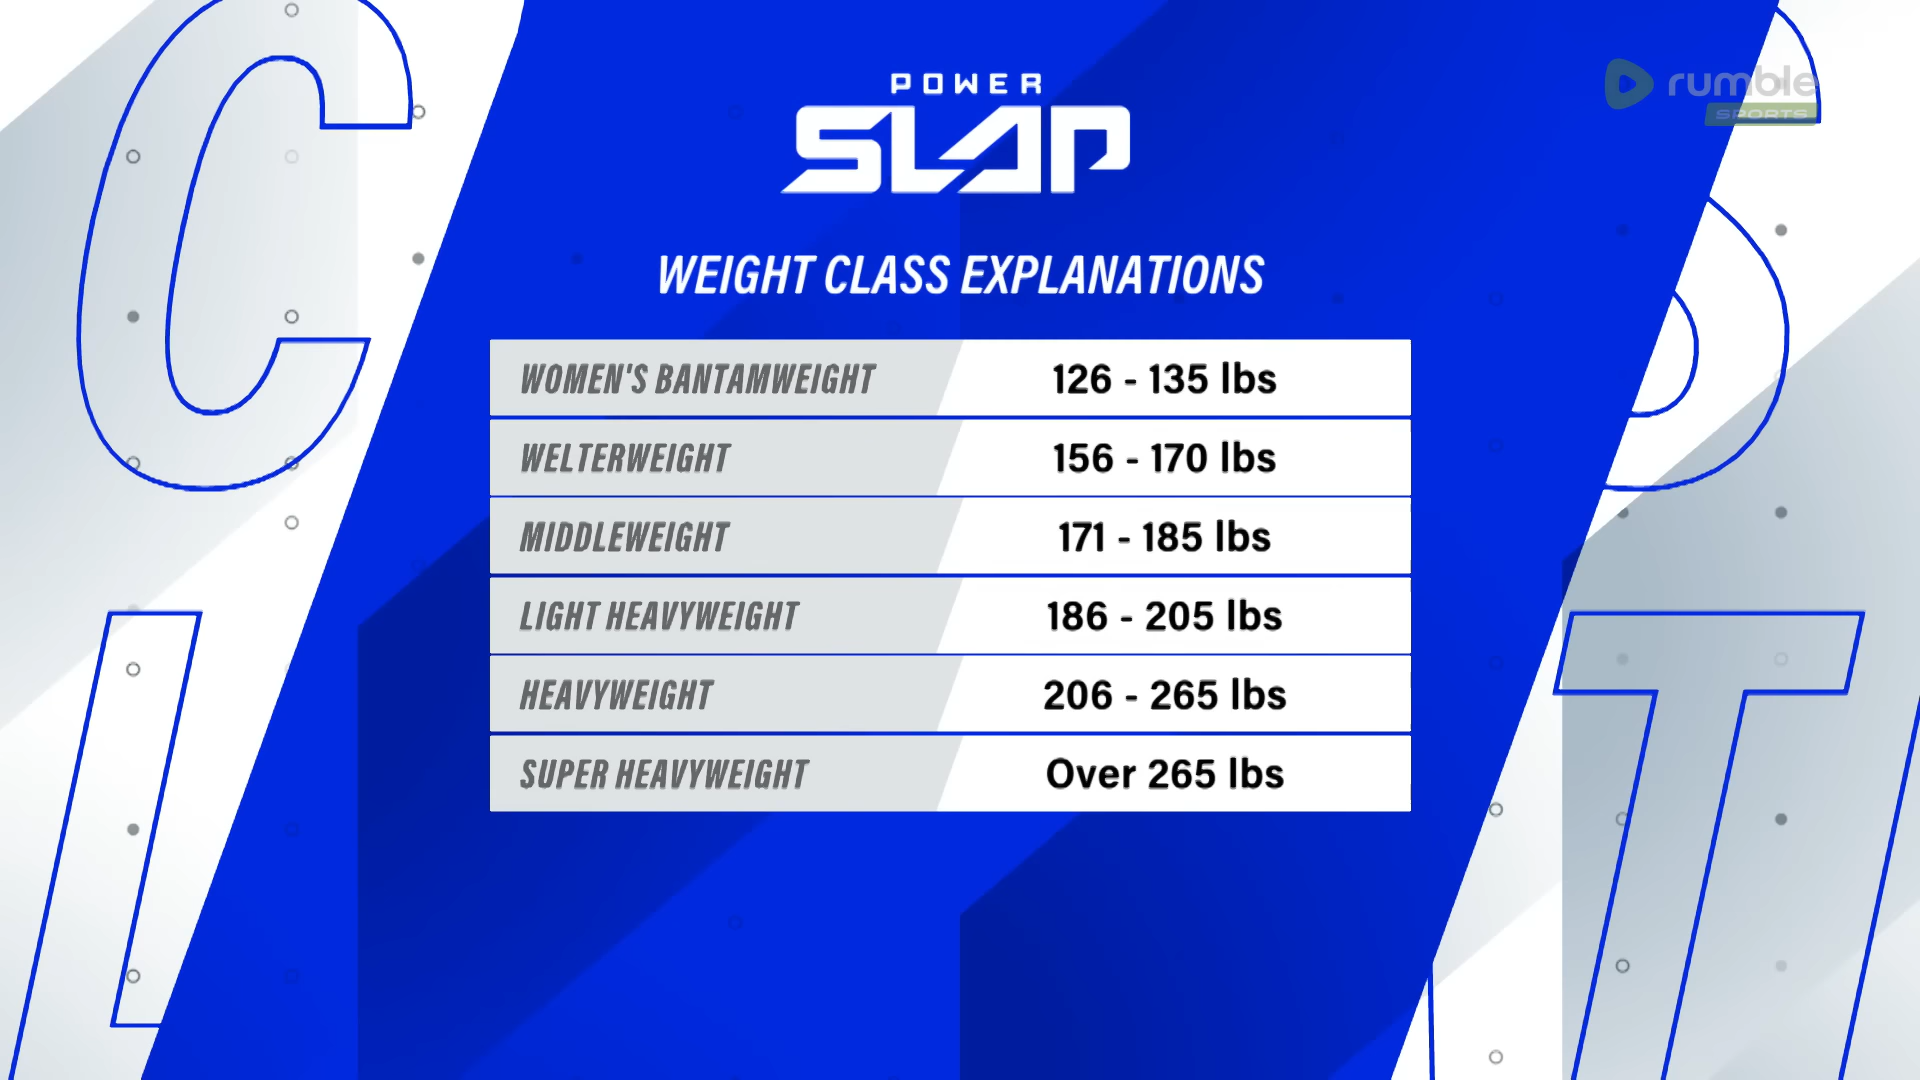 POWER
SLAP
rumble
SPORTS
WEIGHT CLASS EXPLANATIONS
WOMEN'S BANTAMWEIGHT 126 - 135 lbs
WELTERWEIGHT 156 - 170 lbs
MIDDLEWEIGHT 171 - 185 lbs
LIGHT HEAVYWEIGHT 186 - 205 lbs
HEAVYWEIGHT 206 - 265 lbs
SUPER HEAVYWEIGHT Over 265 lbs